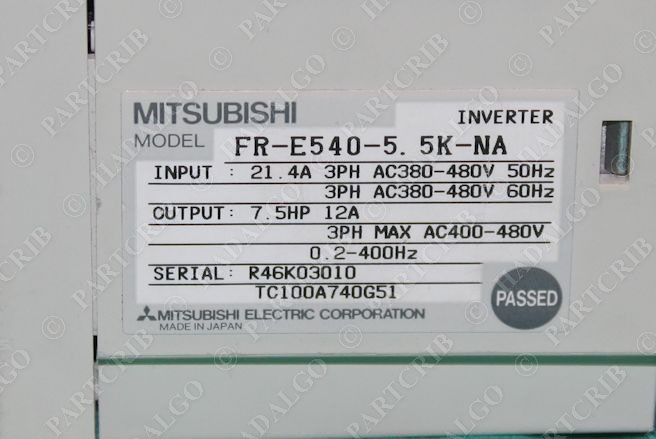 MITSUBISHI INVERTER
MODEL FR-E540-5.5K-NA
INPUT : 21.4A 3PH AC380-480V 50Hz
3PH AC380-480V 60Hz
OUTPUT: 7.5HP 12A
3PH MAX AC400-480V
0.2-400Hz
SERIAL: R46K03010
TC100A740G51
PASSED
MITSUBISHI ELECTRIC CORPORATION
MADE IN JAPAN
© PARTCRIB © HADALGO